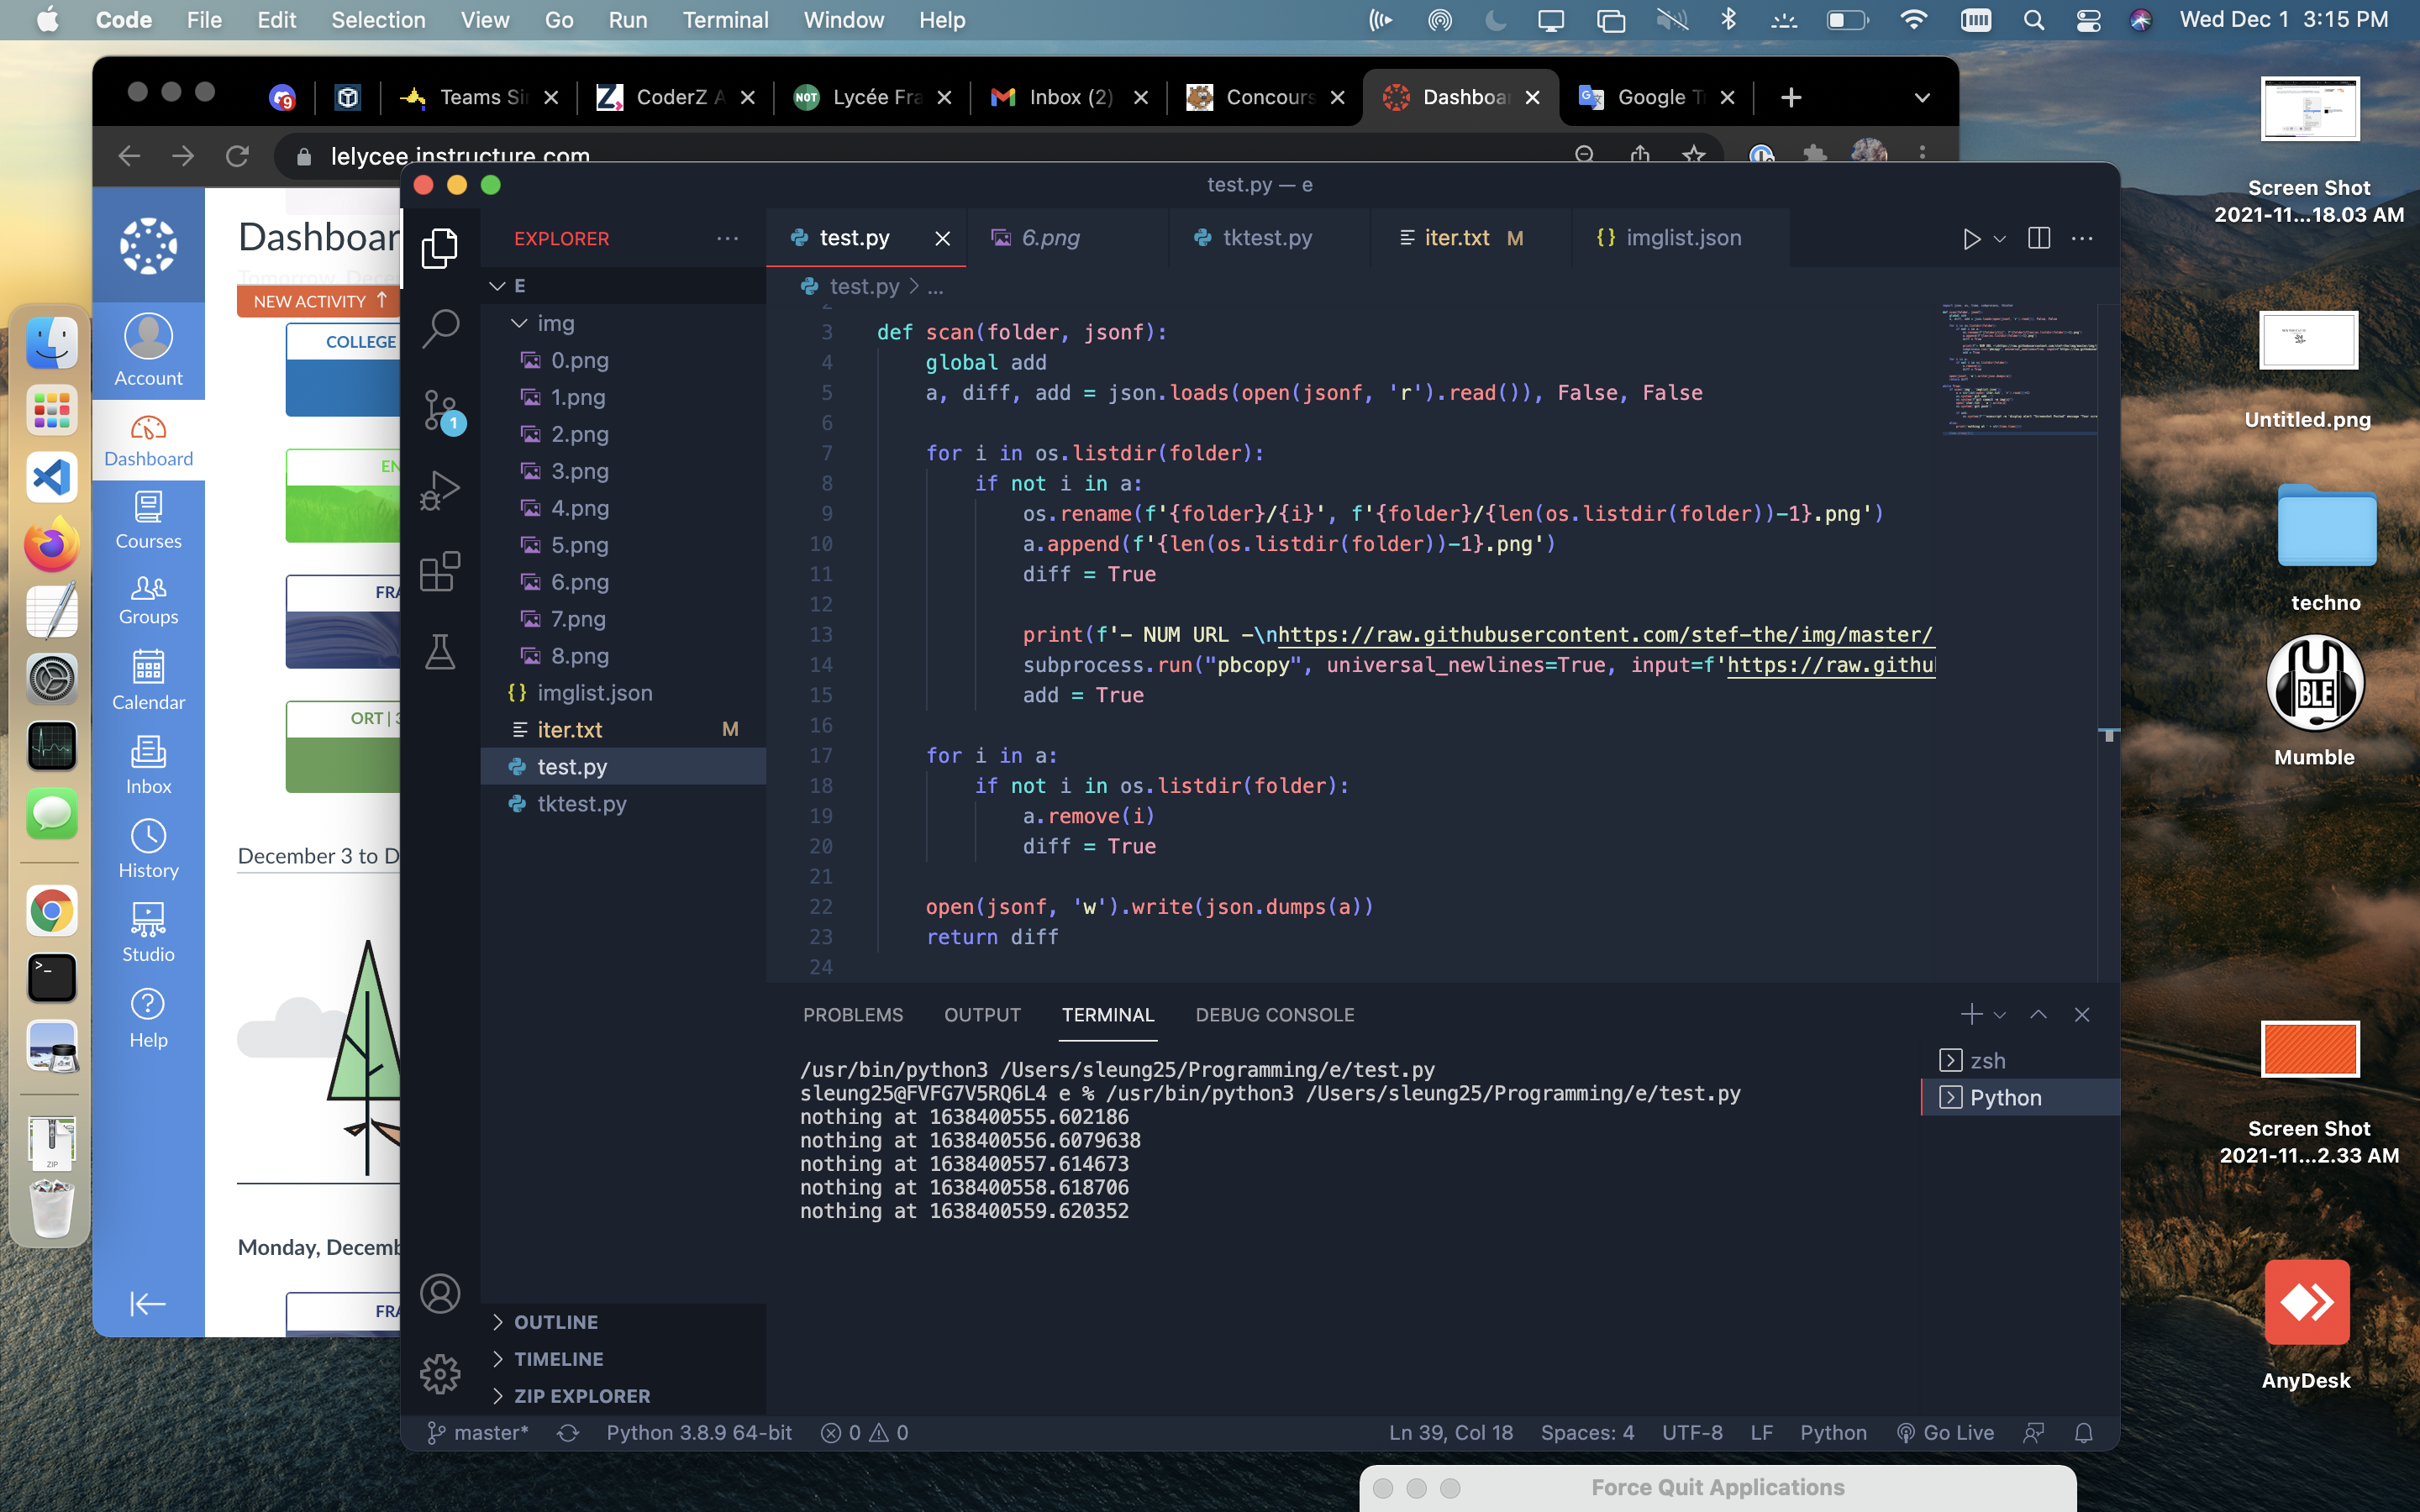 Code File Edit Selection View Go Run Terminal Window Help
Wed Dec 1 3:15 PM
9
Teams Si
CoderZ A
NOT
Lycée Fra
Inbox (2)
Concours
Dashboar
Google T
lelycee.instructure.com
Dashboar
NEW ACTIVITY ↑
COLLEGE
EN
FRA
ORT | 3
December 3 to D
Monday, Decemb
FRA
Account
Dashboard
Courses
Groups
Calendar
Inbox
History
Studio
Help
ZIP
test.py — e
EXPLORER
E
img
0.png
1.png
2.png
3.png
4.png
5.png
6.png
7.png
8.png
imglist.json
iter.txt M
test.py
tktest.py
OUTLINE
TIMELINE
ZIP EXPLORER
1
test.py
6.png
tktest.py
iter.txt M
imglist.json
test.py > ...
2
3 def scan(folder, jsonf):
4 global add
5 a, diff, add = json.loads(open(jsonf, 'r').read()), False, False
6
7 for i in os.listdir(folder):
8 if not i in a:
9 os.rename(f'{folder}/{i}', f'{folder}/{len(os.listdir(folder))-1}.png')
10 a.append(f'{len(os.listdir(folder))-1}.png')
11 diff = True
12
13 print(f'- NUM URL -\nhttps://raw.githubusercontent.com/stef-the/img/master/
14 subprocess.run("pbcopy", universal_newlines=True, input=f'https://raw.githu
15 add = True
16
17 for i in a:
18 if not i in os.listdir(folder):
19 a.remove(i)
20 diff = True
21
22 open(jsonf, 'w').write(json.dumps(a))
23 return diff
24
PROBLEMS OUTPUT TERMINAL DEBUG CONSOLE
/usr/bin/python3 /Users/sleung25/Programming/e/test.py
sleung25@FVFG7V5RQ6L4 e % /usr/bin/python3 /Users/sleung25/Programming/e/test.py
nothing at 1638400555.602186
nothing at 1638400556.6079638
nothing at 1638400557.614673
nothing at 1638400558.618706
nothing at 1638400559.620352
zsh
Python
master* Python 3.8.9 64-bit 0 0
Ln 39, Col 18 Spaces: 4 UTF-8 LF Python Go Live
Force Quit Applications
Screen Shot
2021-11...18.03 AM
Untitled.png
techno
BLE
Mumble
Screen Shot
2021-11...2.33 AM
AnyDesk